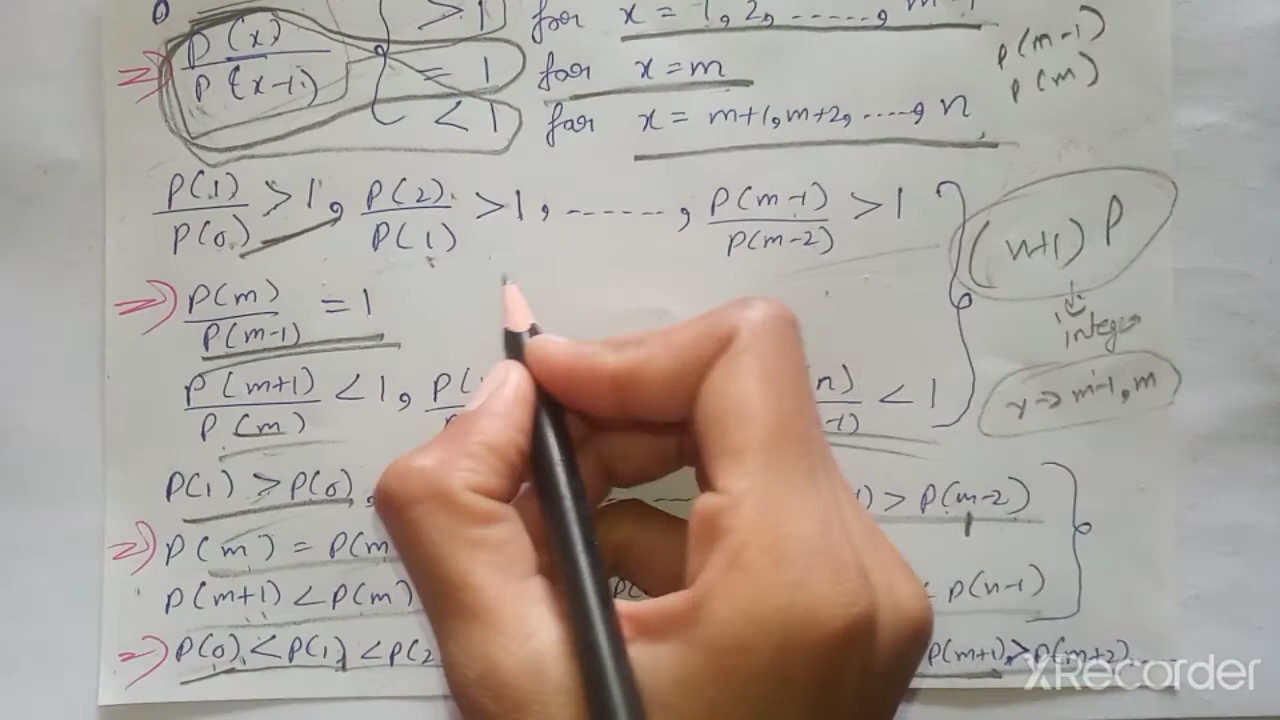 > 1 for x = 1, 2, ....., m-1
P(x) / P(x-1) = 1 for x = m
< 1 for x = m+1, m+2, ....., n
P(m-1)
P(m)
P(1)/P(0) > 1, P(2)/P(1) > 1, ......, P(m-1)/P(m-2) > 1
(n+1) P
integer
=> P(m)/P(m-1) = 1
r -> m-1, m
P(m+1)/P(m) < 1, P( n) -1) < 1
P(1) > P(0), 1) > P(m-2)
=> P(m) = P(m
P(m+1) < P(m) < P(n-1)
=> P(0) < P(1) < P(2 P(m+1) > P(m+2) ......
XRecorder